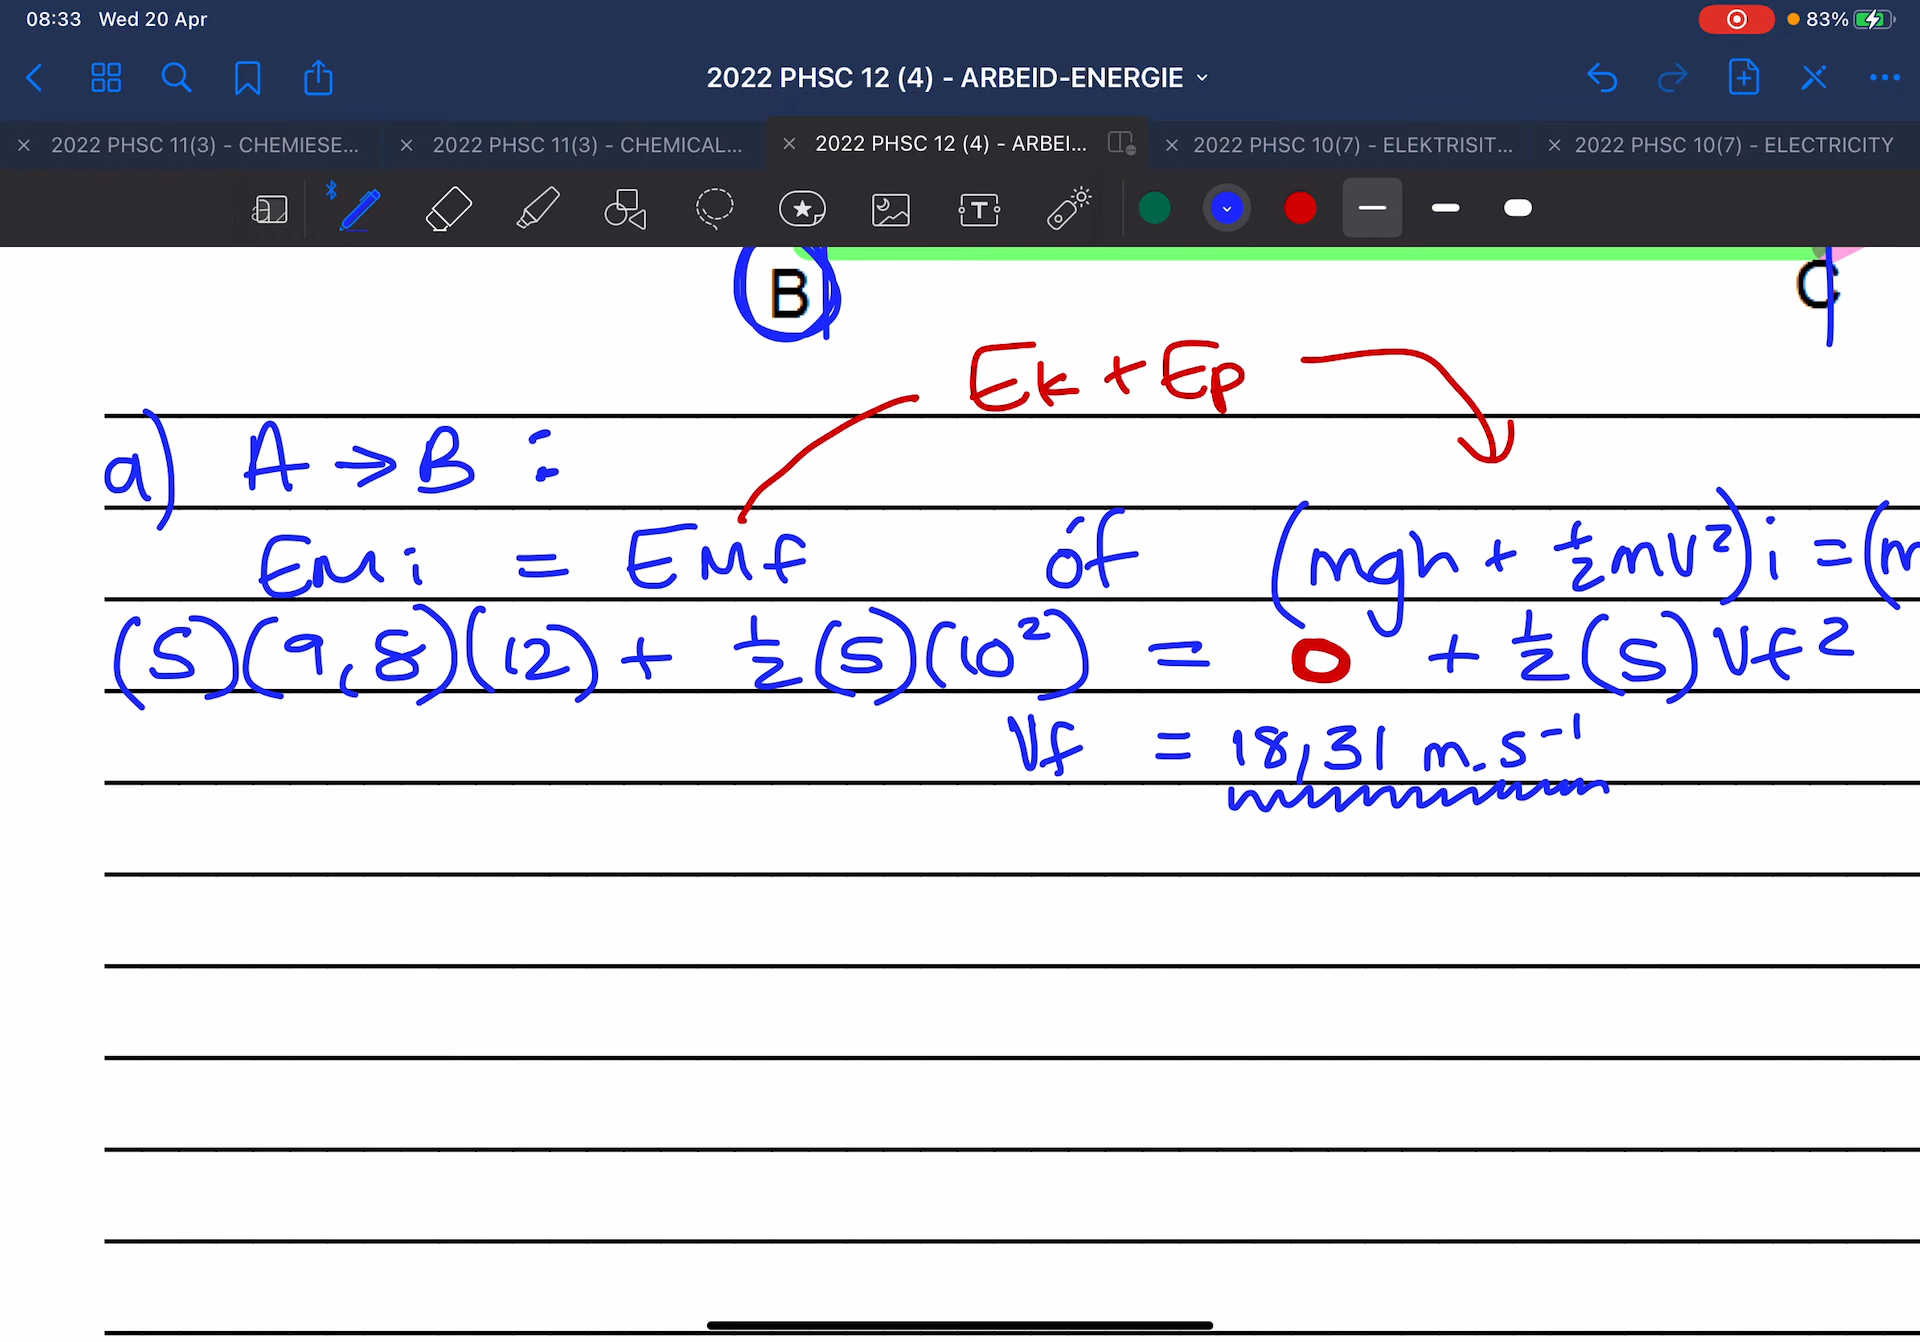 08:33 Wed 20 Apr 83%
2022 PHSC 12 (4) - ARBEID-ENERGIE
2022 PHSC 11(3) - CHEMIESE... 2022 PHSC 11(3) - CHEMICAL... 2022 PHSC 12 (4) - ARBEI... 2022 PHSC 10(7) - ELEKTRISIT... 2022 PHSC 10(7) - ELECTRICITY
T
B C
Ek + Ep
a) A → B :
EMi = EMf óf (mgh + ½mv²)i = (m
(5)(9,8)(12) + ½(5)(10²) = 0 + ½(5)Vf²
Vf = 18,31 m.s⁻¹